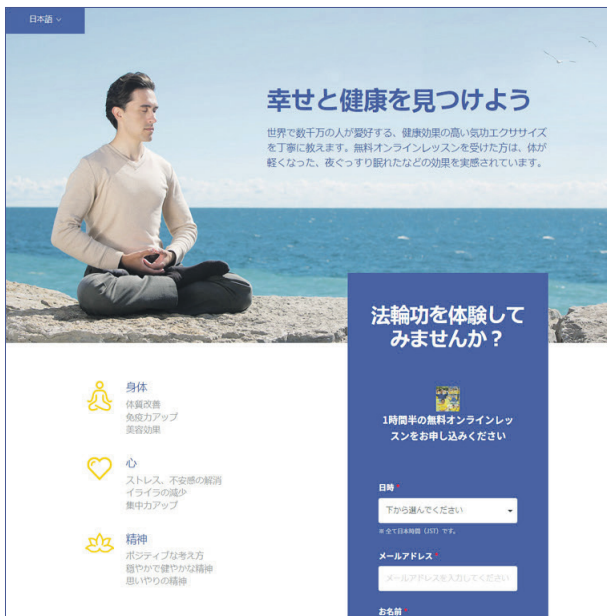 日本語
幸せと健康を見つけよう
世界で数千万の人が愛好する、健康効果の高い気功エクササイズ
を丁寧に教えます。無料オンラインレッスンを受けた方は、体が
軽くなった、夜ぐっすり眠れたなどの効果を実感されています。
身体
体質改善
免疫力アップ
美容効果
心
ストレス、不安感の解消
イライラの減少
集中力アップ
精神
ポジティブな考え方
穏やかで健やかな精神
思いやりの精神
法輪功を体験して
みませんか？
1時間半の無料オンラインレッ
スンをお申し込みください
日時 *
下から選んでください
※全て日本時間（JST）です。
メールアドレス *
メールアドレスを入力してください
お名前 *